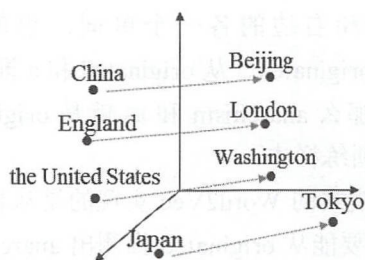 China
Beijing
England
London
the United States
Washington
Tokyo
Japan